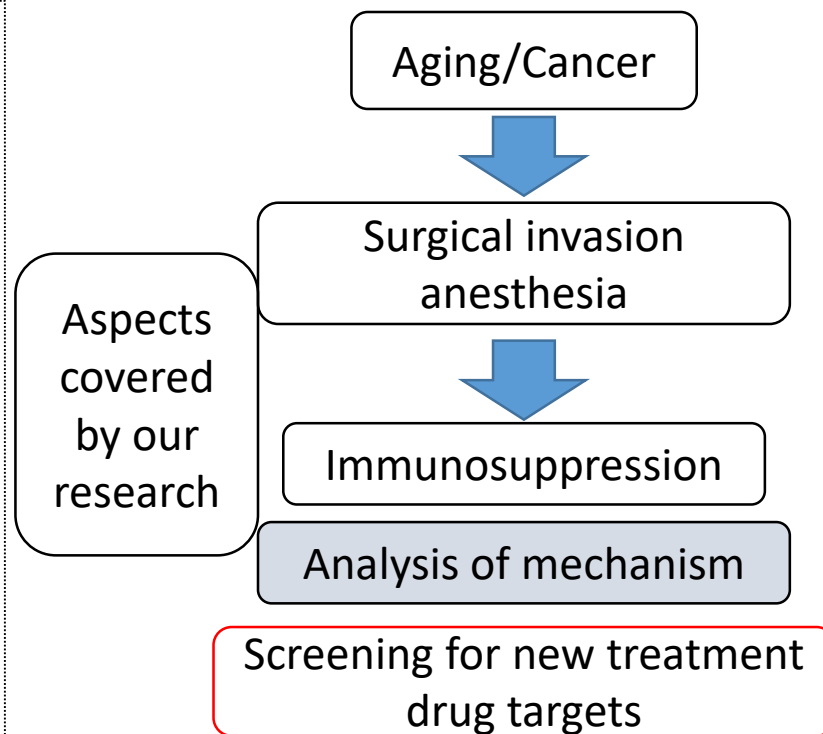 Aging/Cancer
Surgical invasion
anesthesia
Aspects
covered
by our
research
Immunosuppression
Analysis of mechanism
Screening for new treatment
drug targets